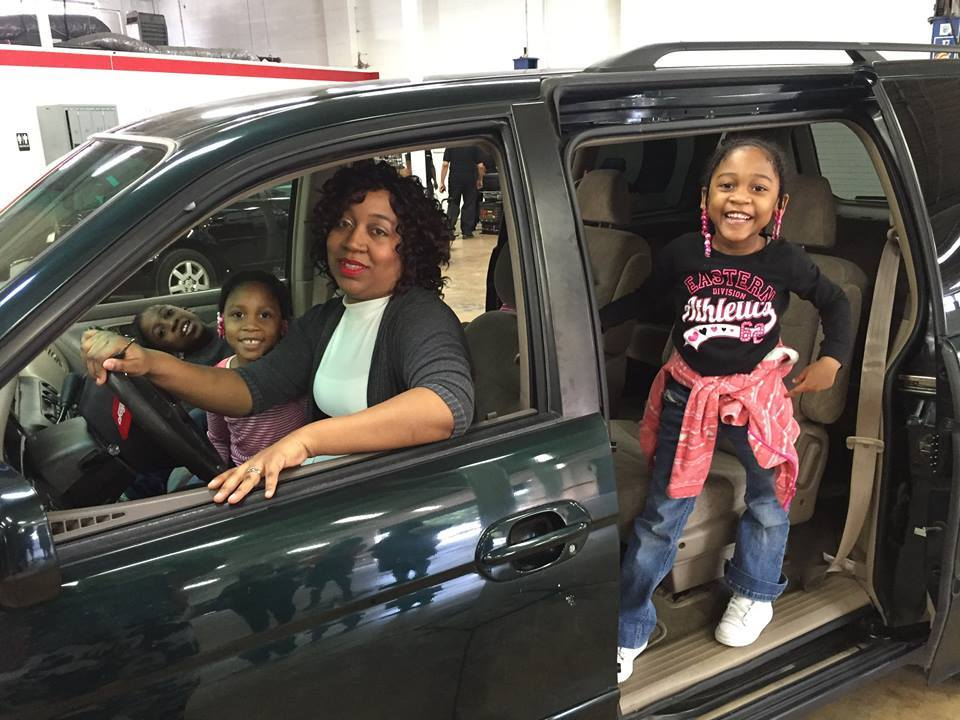 EASTERN
DIVISION
Athletics
62